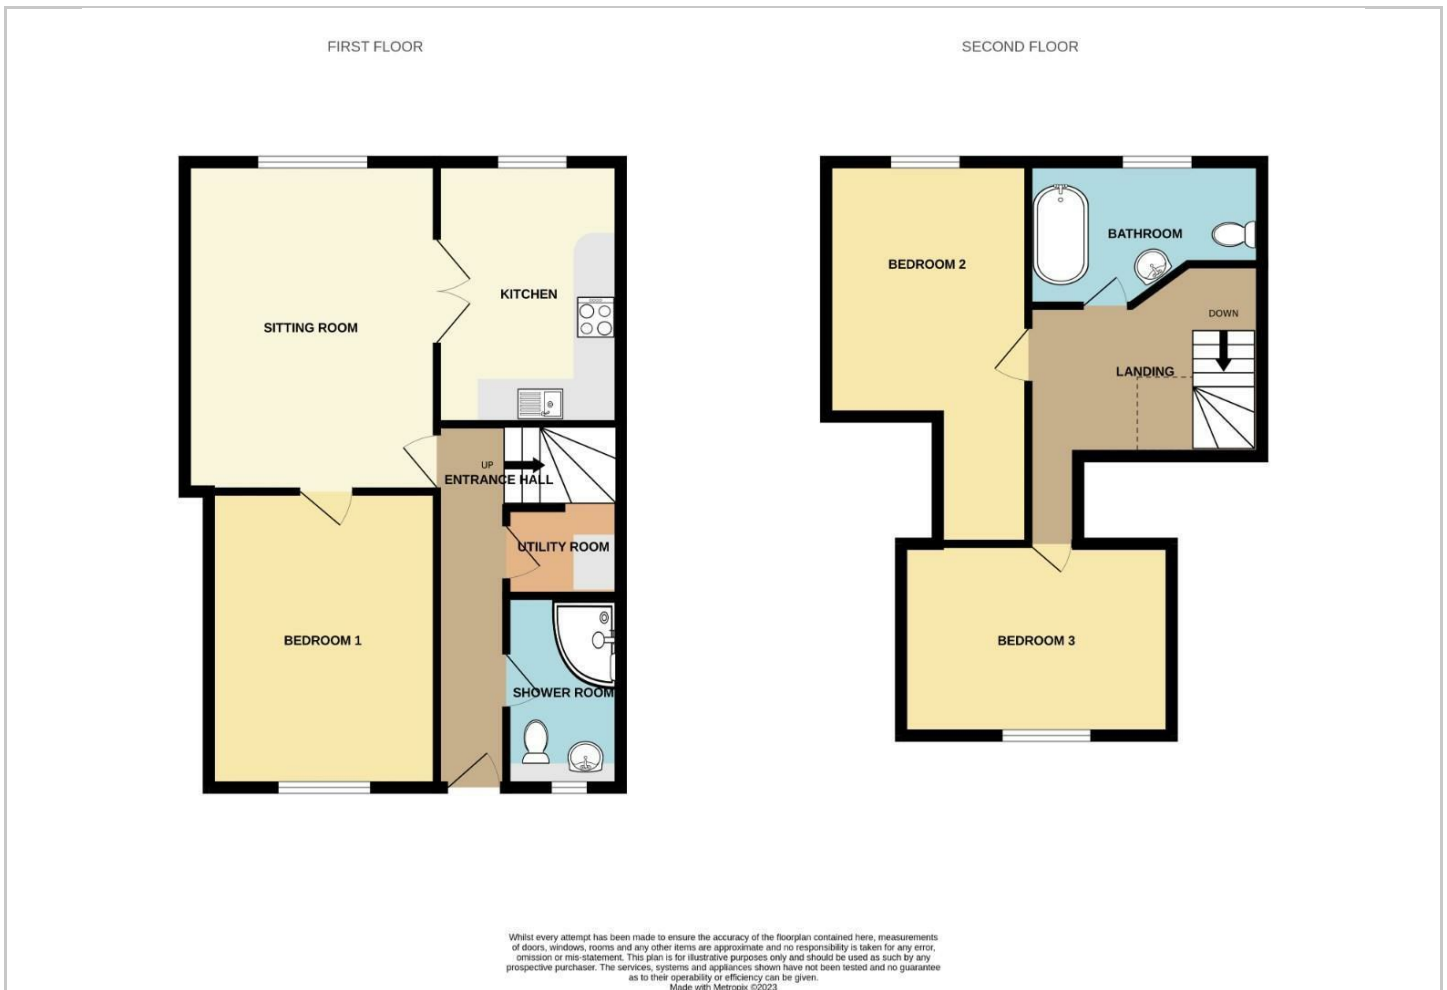 FIRST FLOOR
SECOND FLOOR
SITTING ROOM
KITCHEN
UP
ENTRANCE HALL
UTILITY ROOM
BEDROOM 1
SHOWER ROOM
BEDROOM 2
BATHROOM
DOWN
LANDING
BEDROOM 3
Whilst every attempt has been made to ensure the accuracy of the floorplan contained here, measurements
of doors, windows, rooms and any other items are approximate and no responsibility is taken for any error,
omission or mis-statement. This plan is for illustrative purposes only and should be used as such by any
prospective purchaser. The services, systems and appliances shown have not been tested and no guarantee
as to their operability or efficiency can be given.
Made with Metropix ©2023